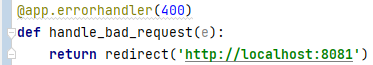 @app.errorhandler(400)
def handle_bad_request(e):
    return redirect('http://localhost:8081')